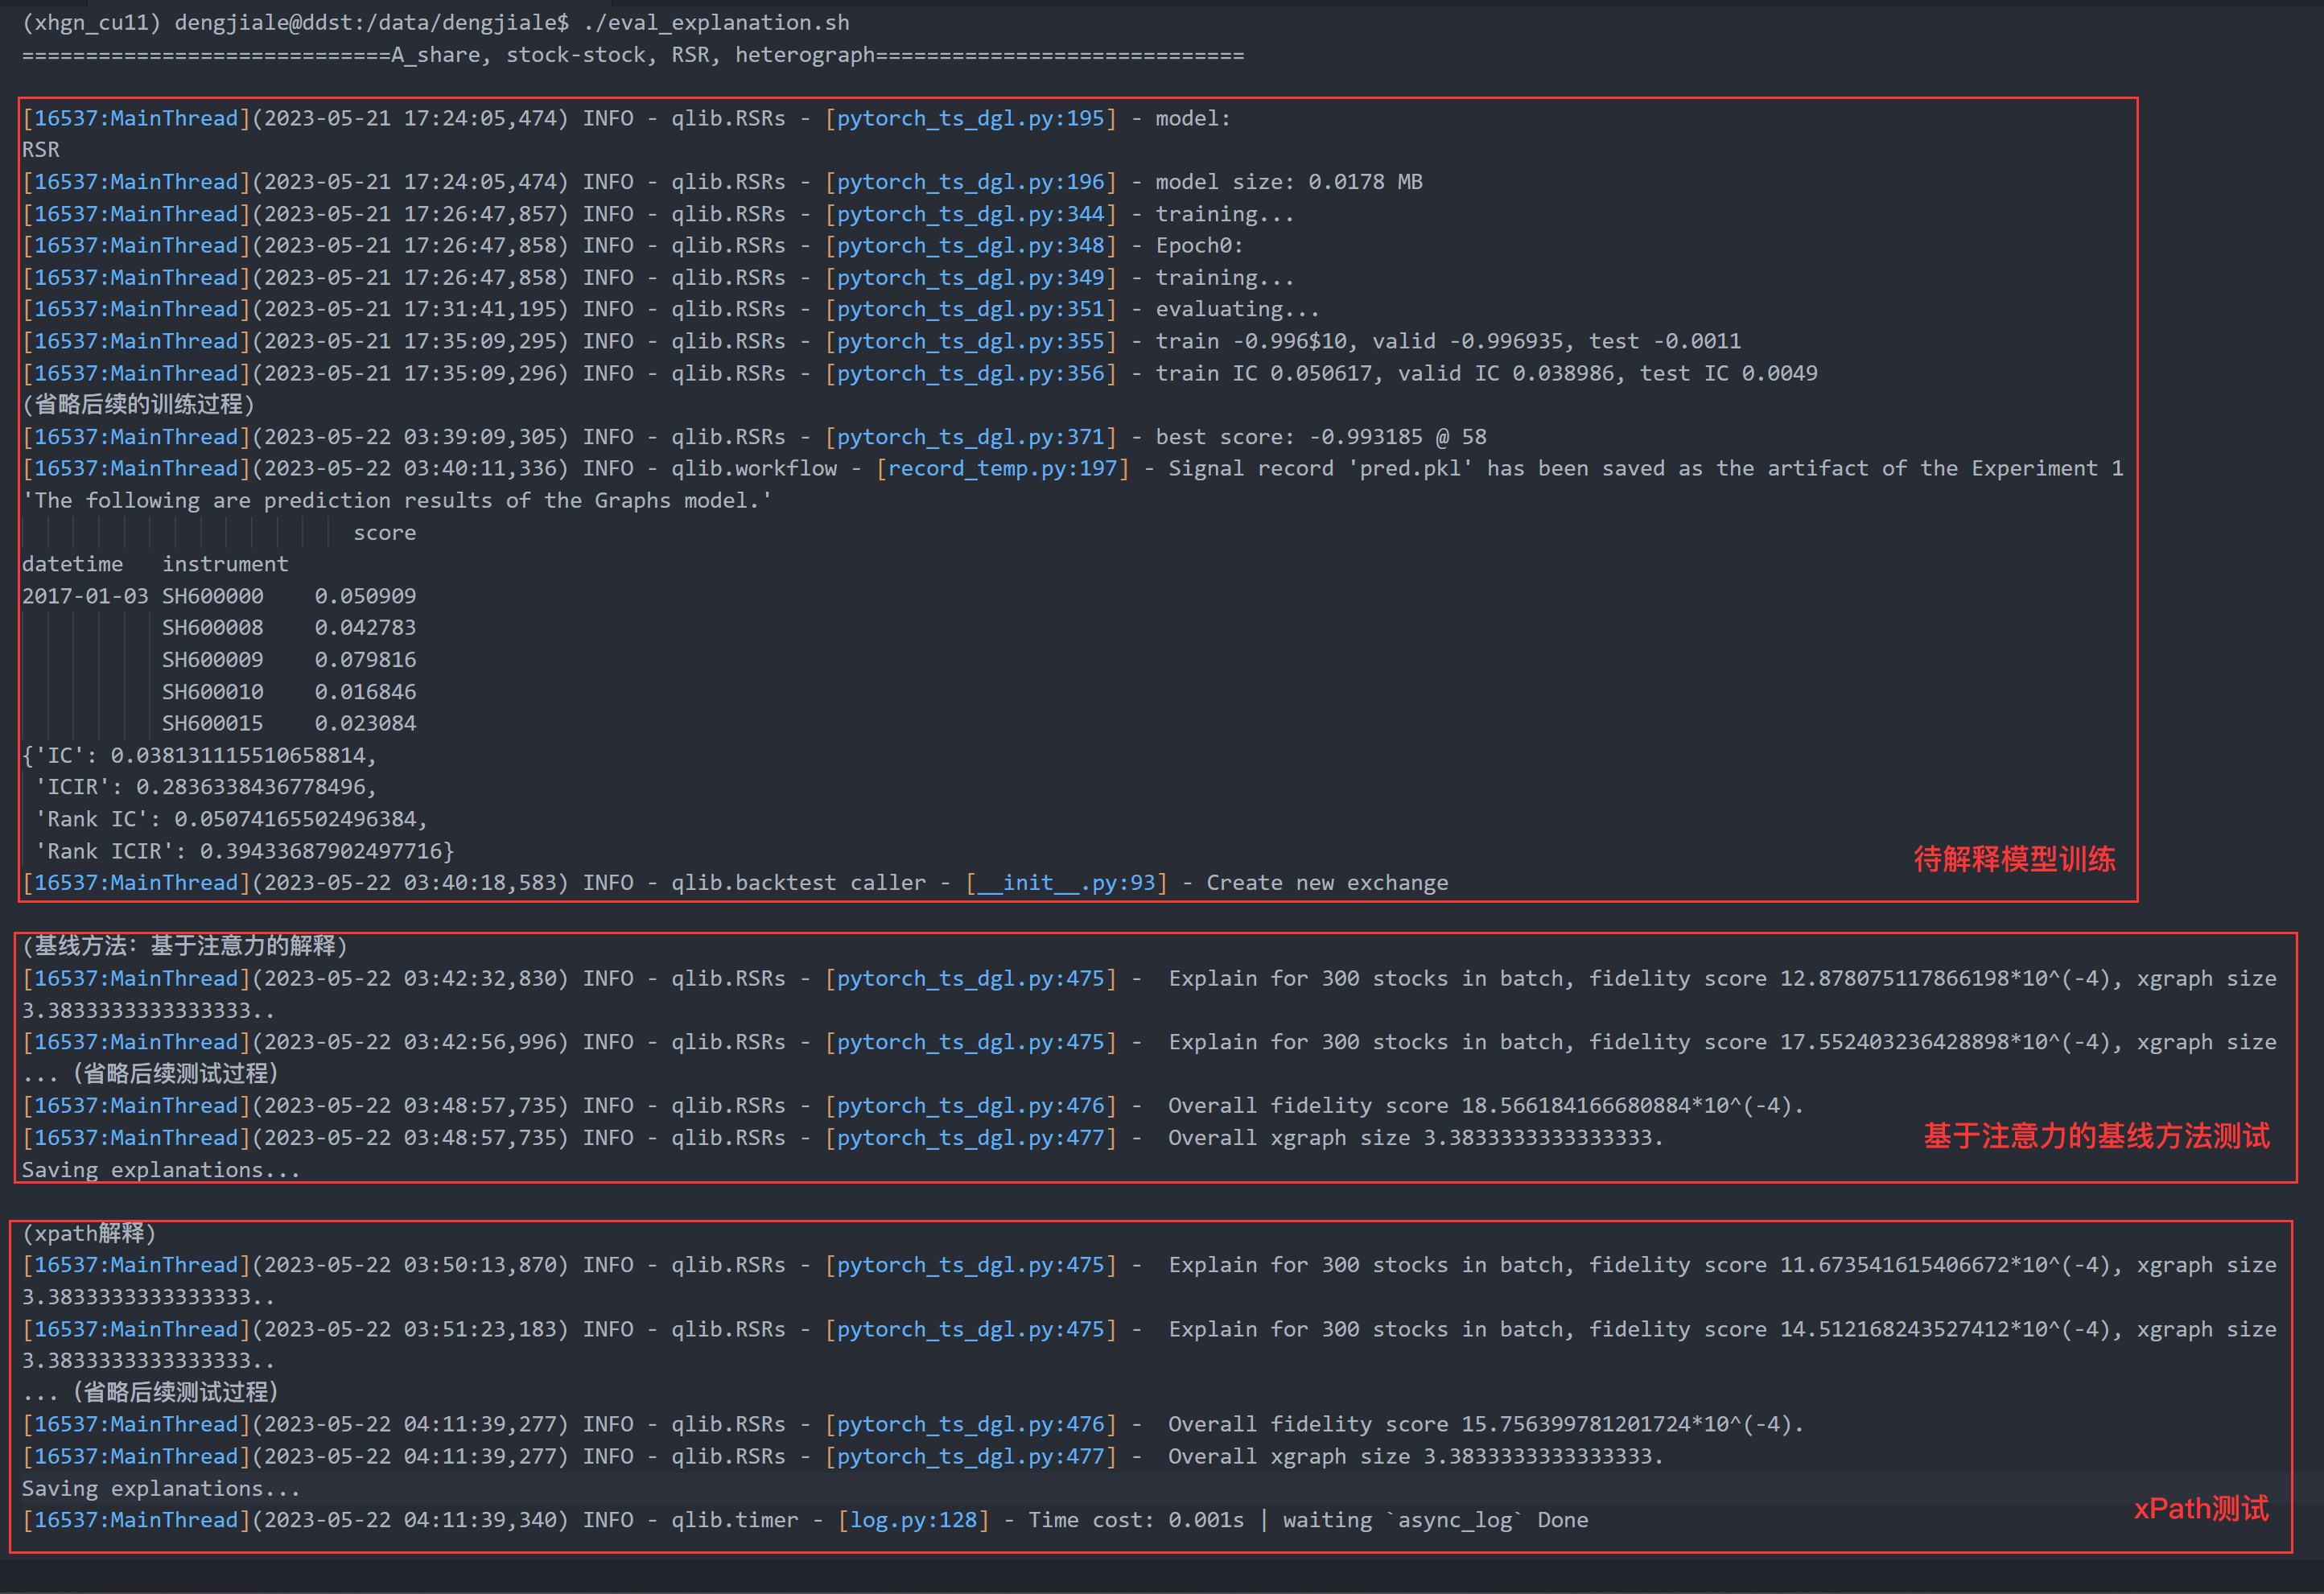 (xhgn_cu11) dengjiale@ddst:/data/dengjiale$ ./eval_explanation.sh
=============================A_share, stock-stock, RSR, heterograph=============================
[16537:MainThread](2023-05-21 17:24:05,474) INFO - qlib.RSRs - [pytorch_ts_dgl.py:195] - model:
RSR
[16537:MainThread](2023-05-21 17:24:05,474) INFO - qlib.RSRs - [pytorch_ts_dgl.py:196] - model size: 0.0178 MB
[16537:MainThread](2023-05-21 17:26:47,857) INFO - qlib.RSRs - [pytorch_ts_dgl.py:344] - training...
[16537:MainThread](2023-05-21 17:26:47,858) INFO - qlib.RSRs - [pytorch_ts_dgl.py:348] - Epoch0:
[16537:MainThread](2023-05-21 17:26:47,858) INFO - qlib.RSRs - [pytorch_ts_dgl.py:349] - training...
[16537:MainThread](2023-05-21 17:31:41,195) INFO - qlib.RSRs - [pytorch_ts_dgl.py:351] - evaluating...
[16537:MainThread](2023-05-21 17:35:09,295) INFO - qlib.RSRs - [pytorch_ts_dgl.py:355] - train -0.996$10, valid -0.996935, test -0.0011
[16537:MainThread](2023-05-21 17:35:09,296) INFO - qlib.RSRs - [pytorch_ts_dgl.py:356] - train IC 0.050617, valid IC 0.038986, test IC 0.0049
(省略后续的训练过程)
[16537:MainThread](2023-05-22 03:39:09,305) INFO - qlib.RSRs - [pytorch_ts_dgl.py:371] - best score: -0.993185 @ 58
[16537:MainThread](2023-05-22 03:40:11,336) INFO - qlib.workflow - [record_temp.py:197] - Signal record 'pred.pkl' has been saved as the artifact of the Experiment 1
'The following are prediction results of the Graphs model.'
score
datetime   instrument
2017-01-03 SH600000    0.050909
SH600008    0.042783
SH600009    0.079816
SH600010    0.016846
SH600015    0.023084
{'IC': 0.038131115510658814,
'ICIR': 0.2836338436778496,
'Rank IC': 0.05074165502496384,
'Rank ICIR': 0.39433687902497716}
待解释模型训练
[16537:MainThread](2023-05-22 03:40:18,583) INFO - qlib.backtest caller - [__init__.py:93] - Create new exchange
(基线方法: 基于注意力的解释)
[16537:MainThread](2023-05-22 03:42:32,830) INFO - qlib.RSRs - [pytorch_ts_dgl.py:475] -  Explain for 300 stocks in batch, fidelity score 12.878075117866198*10^(-4), xgraph size
3.3833333333333333..
[16537:MainThread](2023-05-22 03:42:56,996) INFO - qlib.RSRs - [pytorch_ts_dgl.py:475] -  Explain for 300 stocks in batch, fidelity score 17.552403236428898*10^(-4), xgraph size
... (省略后续测试过程)
[16537:MainThread](2023-05-22 03:48:57,735) INFO - qlib.RSRs - [pytorch_ts_dgl.py:476] -  Overall fidelity score 18.566184166680884*10^(-4).
[16537:MainThread](2023-05-22 03:48:57,735) INFO - qlib.RSRs - [pytorch_ts_dgl.py:477] -  Overall xgraph size 3.3833333333333333.
基于注意力的基线方法测试
Saving explanations...
(xpath解释)
[16537:MainThread](2023-05-22 03:50:13,870) INFO - qlib.RSRs - [pytorch_ts_dgl.py:475] -  Explain for 300 stocks in batch, fidelity score 11.673541615406672*10^(-4), xgraph size
3.3833333333333333..
[16537:MainThread](2023-05-22 03:51:23,183) INFO - qlib.RSRs - [pytorch_ts_dgl.py:475] -  Explain for 300 stocks in batch, fidelity score 14.512168243527412*10^(-4), xgraph size
3.3833333333333333..
... (省略后续测试过程)
[16537:MainThread](2023-05-22 04:11:39,277) INFO - qlib.RSRs - [pytorch_ts_dgl.py:476] -  Overall fidelity score 15.756399781201724*10^(-4).
[16537:MainThread](2023-05-22 04:11:39,277) INFO - qlib.RSRs - [pytorch_ts_dgl.py:477] -  Overall xgraph size 3.3833333333333333.
Saving explanations...
xPath测试
[16537:MainThread](2023-05-22 04:11:39,340) INFO - qlib.timer - [log.py:128] - Time cost: 0.001s | waiting `async_log` Done